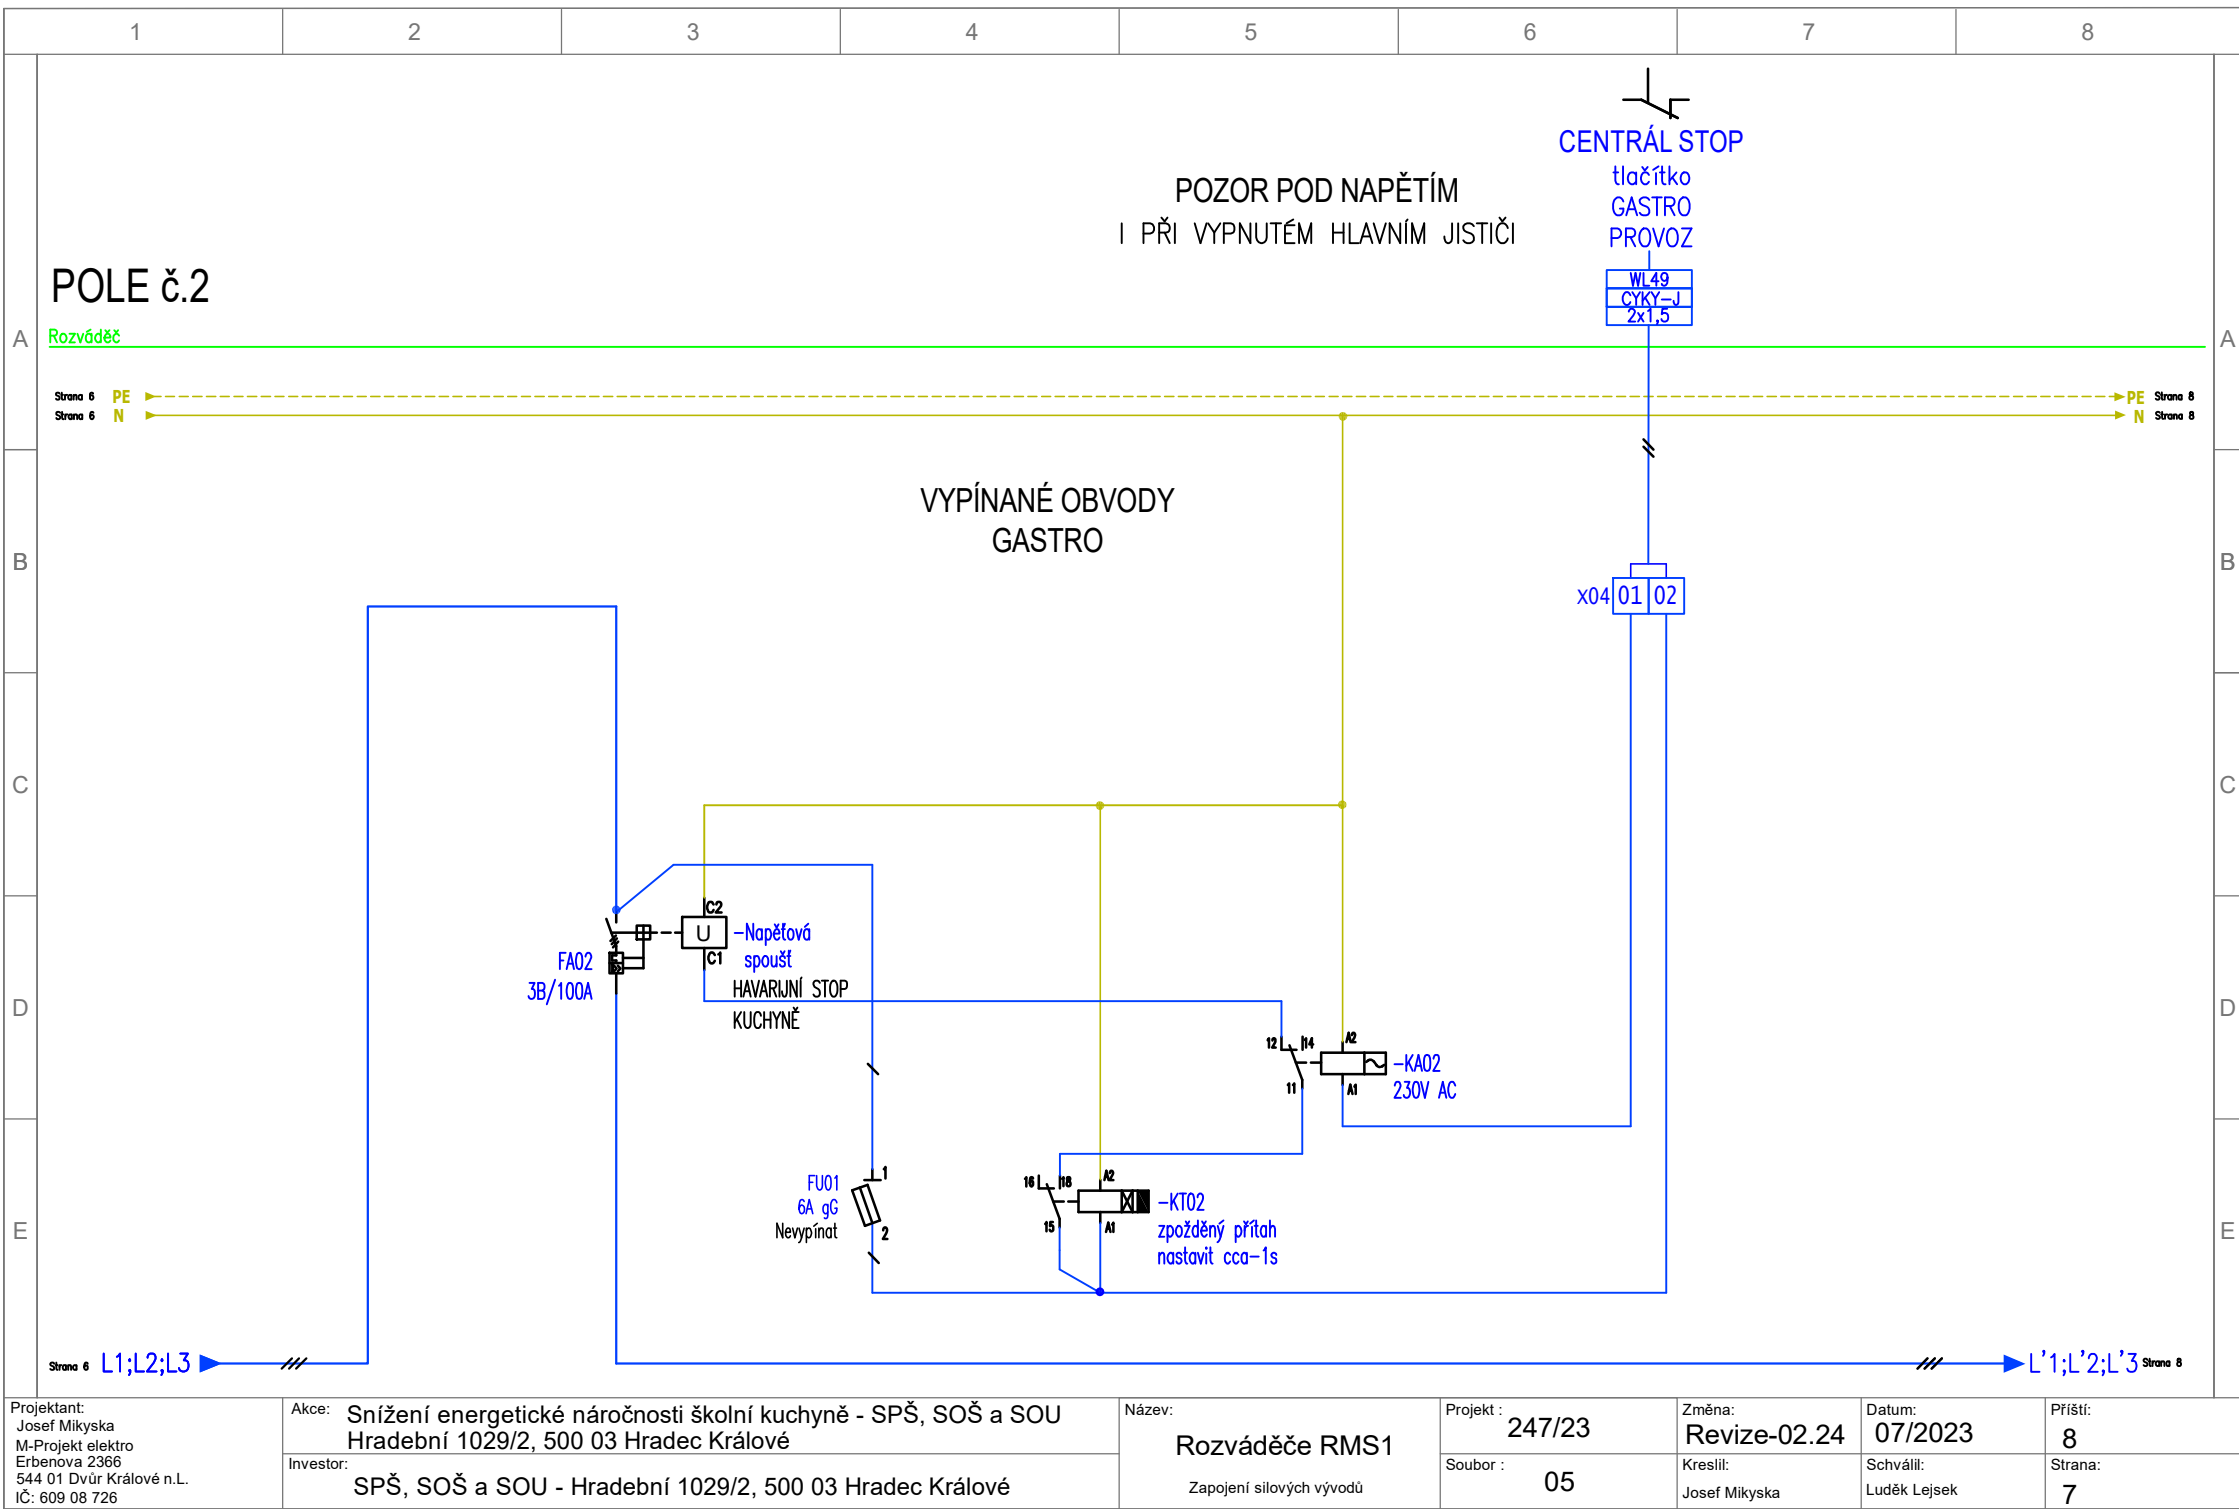 1 2 3 4 5 6 7 8
CENTRÁL STOP
tlačítko
GASTRO
PROVOZ
POZOR POD NAPĚTÍM
I PŘI VYPNUTÉM HLAVNÍM JISTIČI
WL49
CYKY-J
2x1,5
POLE č.2
Rozváděč
A A
Strana 6 PE PE Strana 8
Strana 6 N N Strana 8
VYPÍNANÉ OBVODY
GASTRO
B B
X04 01 02
C C
C2
U
-Napěťová
spoušť
C1
FA02
3B/100A
HAVARIJNÍ STOP
KUCHYNĚ
D D
12 14 A2
-KA02
230V AC
11 A1
FU01
6A gG
Nevypínat
1
2
16 18 A2
-KT02
zpožděný přítah
nastavit cca-1s
15 A1
E E
Strana 6 L1;L2;L3 L'1;L'2;L'3 Strana 8
Projektant:
Josef Mikyska
M-Projekt elektro
Erbenova 2366
544 01 Dvůr Králové n.L.
IČ: 609 08 726
Akce: Snížení energetické náročnosti školní kuchyně - SPŠ, SOŠ a SOU
Hradební 1029/2, 500 03 Hradec Králové
Investor:
SPŠ, SOŠ a SOU - Hradební 1029/2, 500 03 Hradec Králové
Název:
Rozváděče RMS1
Zapojení silových vývodů
Projekt : 247/23
Soubor : 05
Změna:
Revize-02.24
Kreslil:
Josef Mikyska
Datum:
07/2023
Schválil:
Luděk Lejsek
Příští:
8
Strana:
7